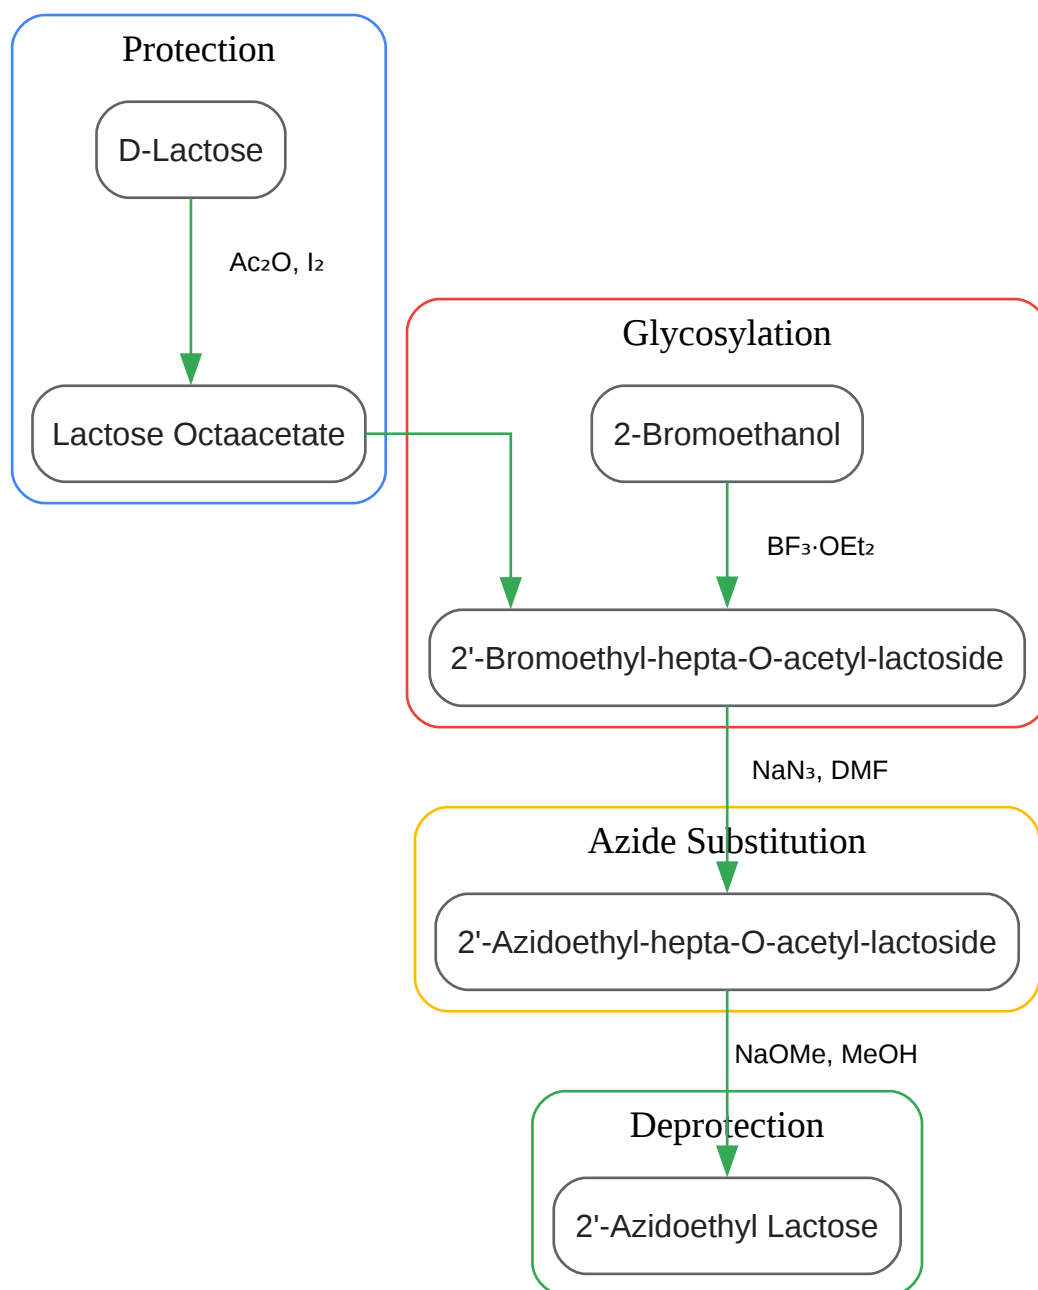 Protection
D-Lactose
Ac₂O, I₂
Lactose Octaacetate
Glycosylation
2-Bromoethanol
BF₃·OEt₂
2'-Bromoethyl-hepta-O-acetyl-lactoside
NaN₃, DMF
Azide Substitution
2'-Azidoethyl-hepta-O-acetyl-lactoside
NaOMe, MeOH
Deprotection
2'-Azidoethyl Lactose